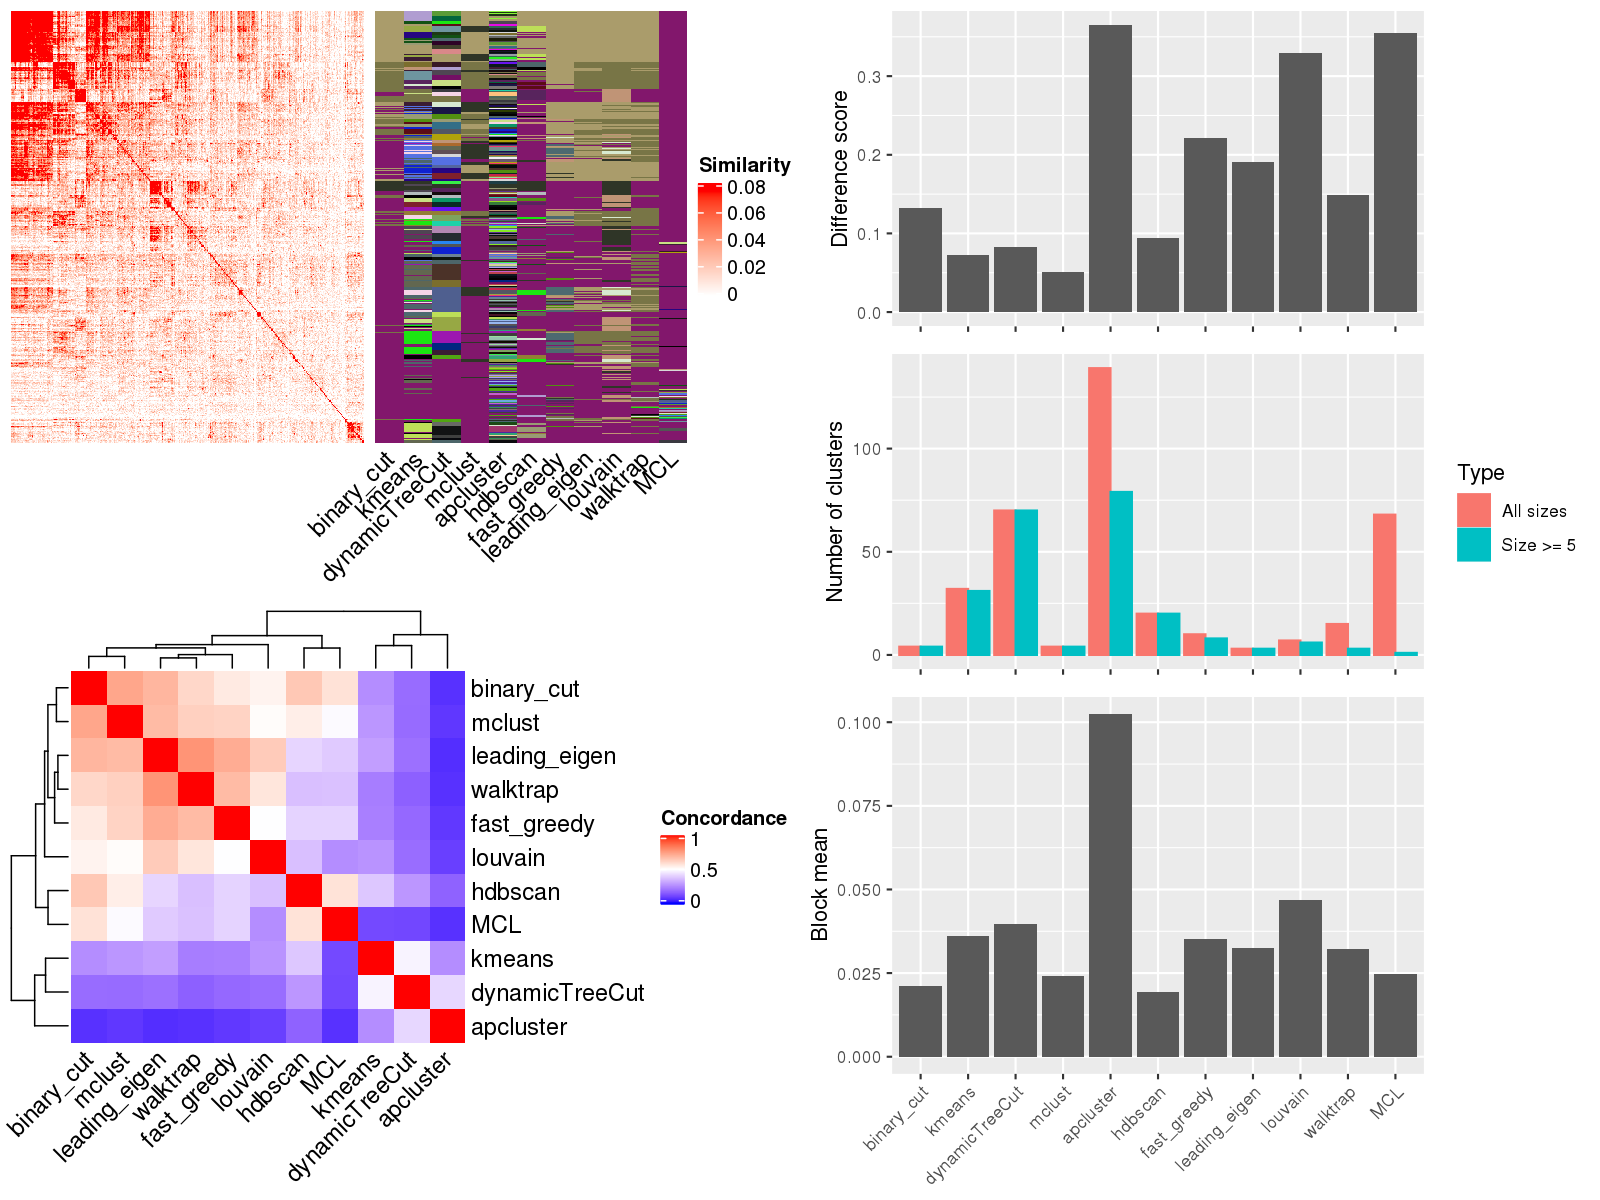 Similarity
0.08
0.06
0.04
0.02
0
binary_cut
kmeans
dynamicTreeCut
mclust
apcluster
hdbscan
fast_greedy
leading_eigen
louvain
walktrap
MCL
binary_cut
mclust
leading_eigen
walktrap
fast_greedy
louvain
hdbscan
MCL
kmeans
dynamicTreeCut
apcluster
Concordance
1
0.5
0
binary_cut
mclust
leading_eigen
walktrap
fast_greedy
louvain
hdbscan
MCL
kmeans
dynamicTreeCut
apcluster
Difference score
0.3
0.2
0.1
0.0
Number of clusters
100
50
0
Type
All sizes
Size >= 5
Block mean
0.100
0.075
0.050
0.025
0.000
binary_cut
kmeans
dynamicTreeCut
mclust
apcluster
hdbscan
fast_greedy
leading_eigen
louvain
walktrap
MCL